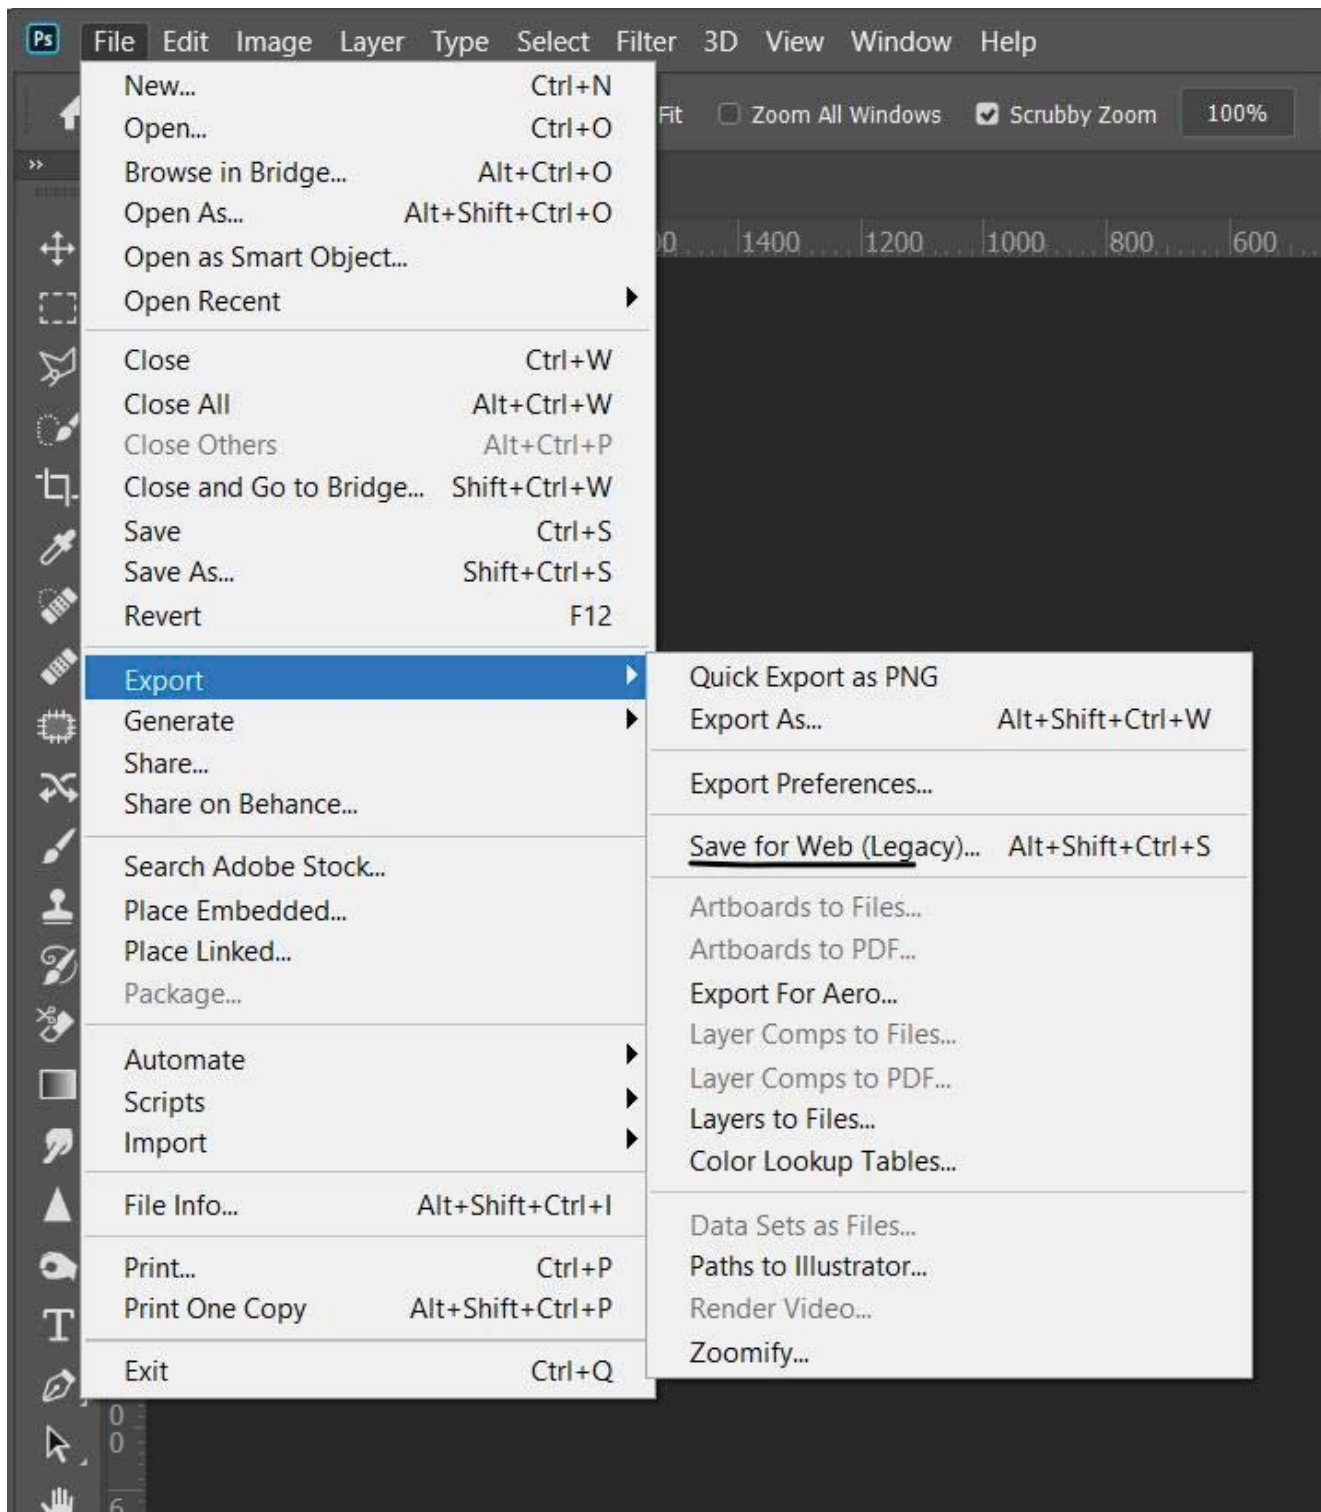 Ps File Edit Image Layer Type Select Filter 3D View Window Help
Fit Zoom All Windows Scrubby Zoom 100%
1400 1200 1000 800 600
New... Ctrl+N
Open... Ctrl+O
Browse in Bridge... Alt+Ctrl+O
Open As... Alt+Shift+Ctrl+O
Open as Smart Object...
Open Recent
Close Ctrl+W
Close All Alt+Ctrl+W
Close Others Alt+Ctrl+P
Close and Go to Bridge... Shift+Ctrl+W
Save Ctrl+S
Save As... Shift+Ctrl+S
Revert F12
Export
Generate
Share...
Share on Behance...
Search Adobe Stock...
Place Embedded...
Place Linked...
Package...
Automate
Scripts
Import
File Info... Alt+Shift+Ctrl+I
Print... Ctrl+P
Print One Copy Alt+Shift+Ctrl+P
Exit Ctrl+Q
Quick Export as PNG
Export As... Alt+Shift+Ctrl+W
Export Preferences...
Save for Web (Legacy)... Alt+Shift+Ctrl+S
Artboards to Files...
Artboards to PDF...
Export For Aero...
Layer Comps to Files...
Layer Comps to PDF...
Layers to Files...
Color Lookup Tables...
Data Sets as Files...
Paths to Illustrator...
Render Video...
Zoomify...
0
0
6